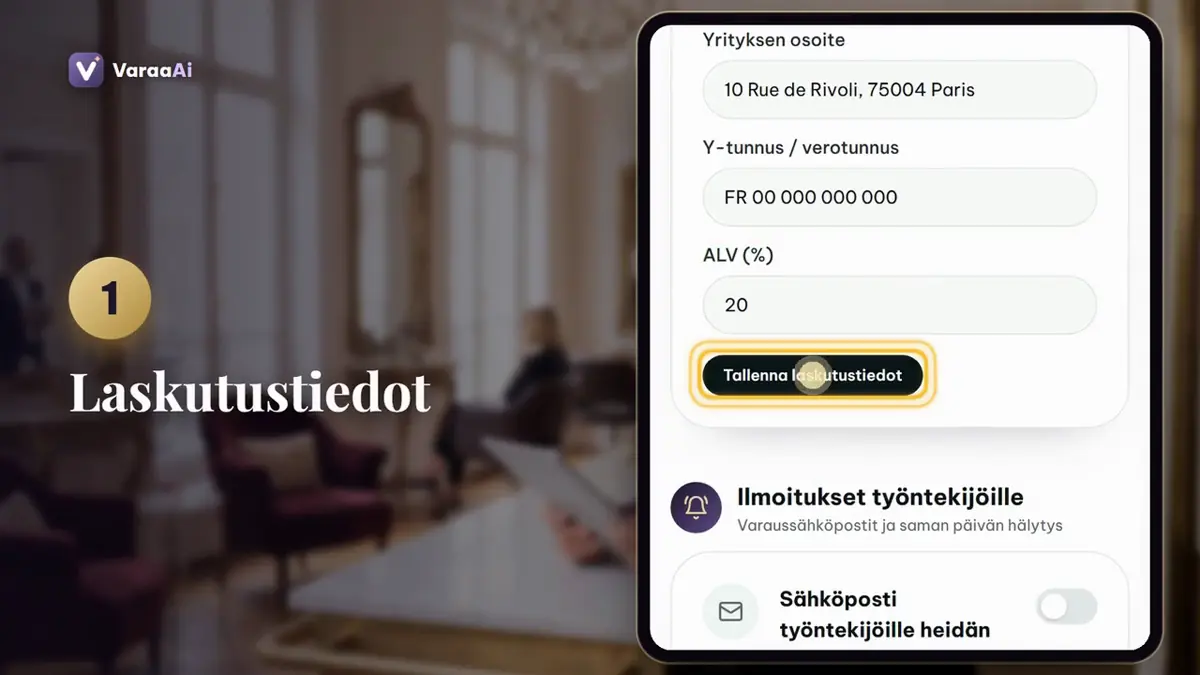 VaraaAi
1
Laskutustiedot
Yrityksen osoite
10 Rue de Rivoli, 75004 Paris
Y-tunnus / verotunnus
FR 00 000 000 000
ALV (%)
20
Tallenna laskutustiedot
Ilmoitukset työntekijöille
Varaussähköpostit ja saman päivän hälytys
Sähköposti
työntekijöille heidän